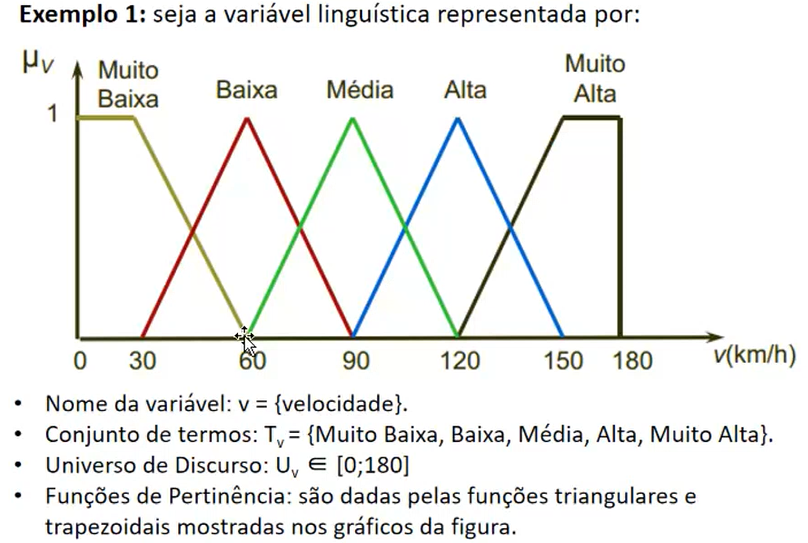 Exemplo 1: seja a variável linguística representada por:
μv
Muito
Baixa
Baixa
Média
Alta
Muito
Alta
1
0 30 60 90 120 150 180 v(km/h)
• Nome da variável: v = {velocidade}.
• Conjunto de termos: Tv = {Muito Baixa, Baixa, Média, Alta, Muito Alta}.
• Universo de Discurso: Uv ∈ [0;180]
• Funções de Pertinência: são dadas pelas funções triangulares e
trapezoidais mostradas nos gráficos da figura.